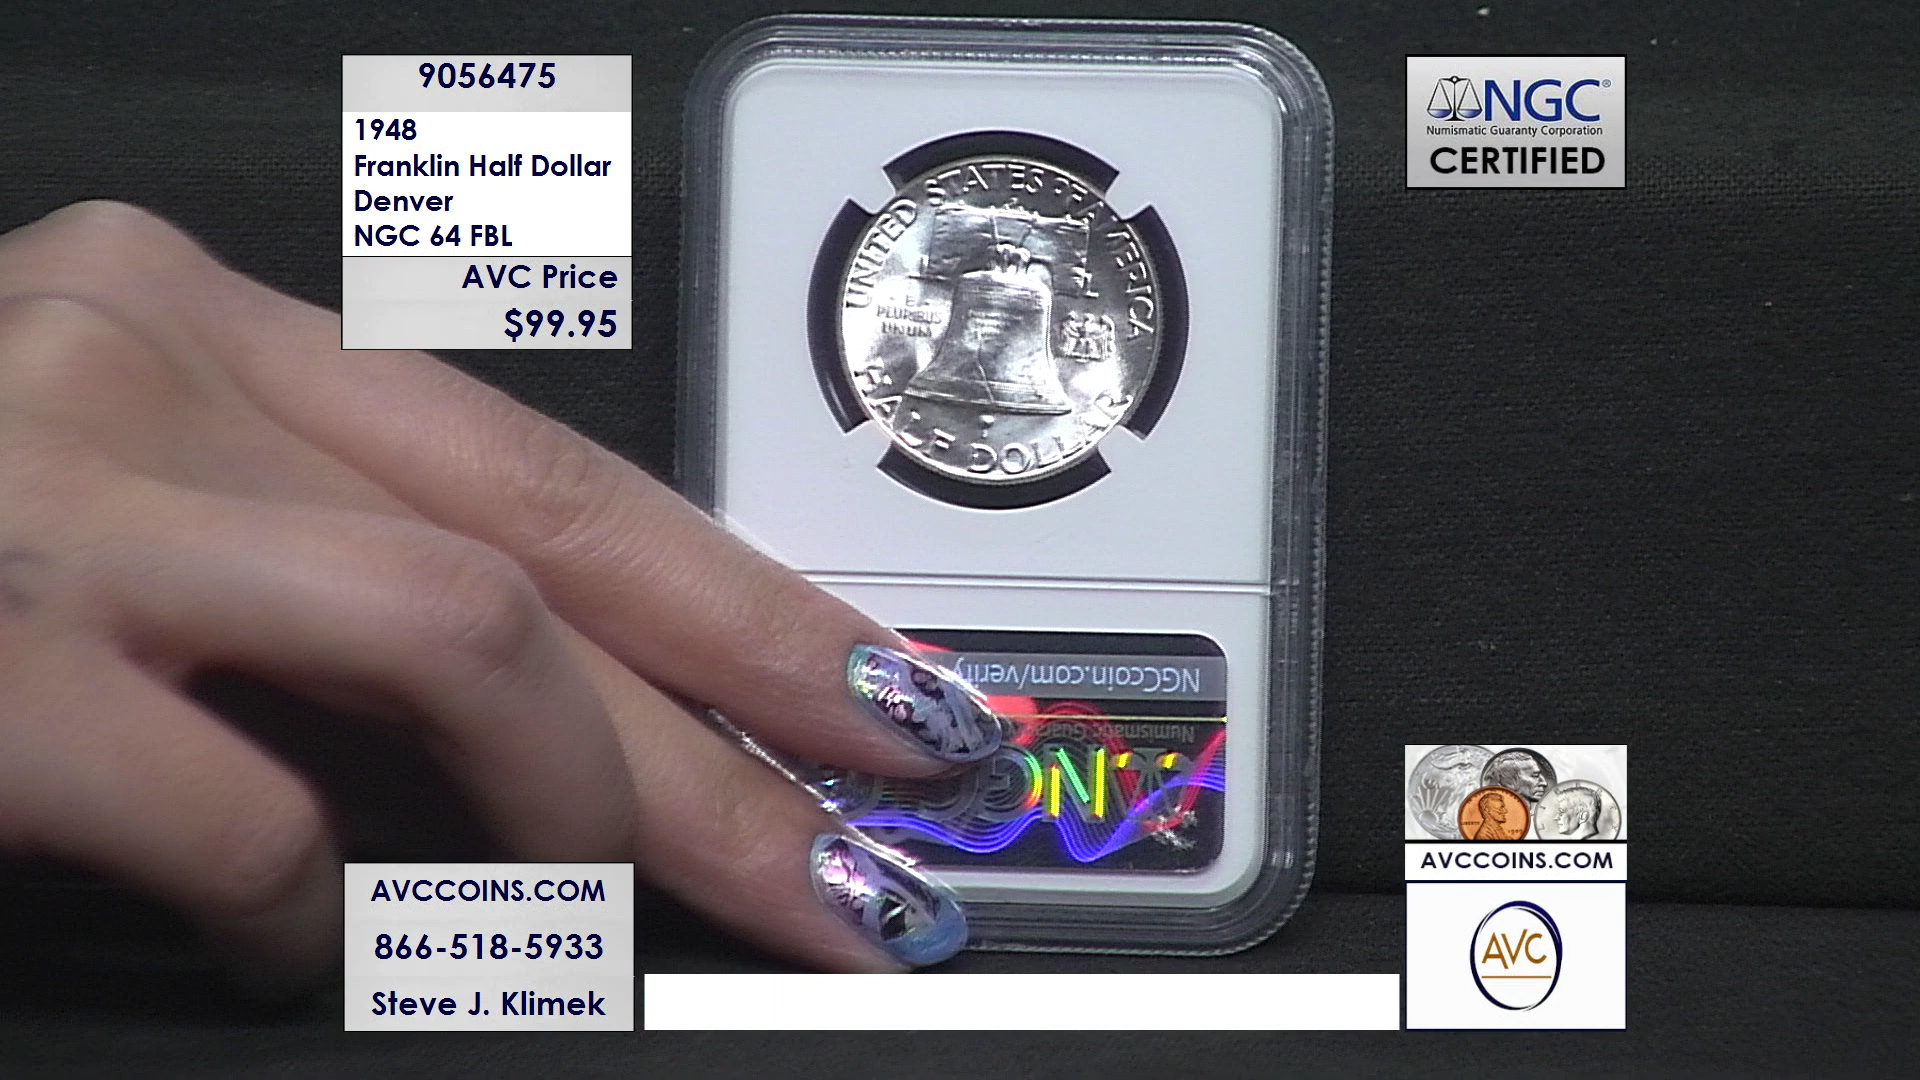 9056475
1948
Franklin Half Dollar
Denver
NGC 64 FBL
AVC Price
$99.95
NGC®
Numismatic Guaranty Corporation
CERTIFIED
UNITED STATES OF AMERICA
E
PLURIBUS
UNUM
HALF DOLLAR
NGCcoin.com/verify
Numismatic
NGC
AVCCOINS.COM
866-518-5933
Steve J. Klimek
AVCCOINS.COM
AVC